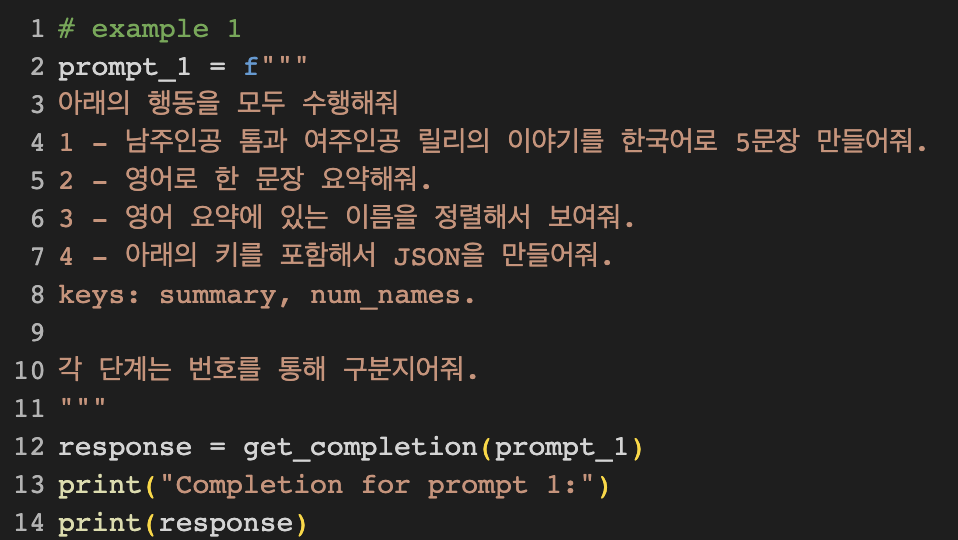 1 # example 1
2 prompt_1 = f"""
3 아래의 행동을 모두 수행해줘
4 1 - 남주인공 톰과 여주인공 릴리의 이야기를 한국어로 5문장 만들어줘.
5 2 - 영어로 한 문장 요약해줘.
6 3 - 영어 요약에 있는 이름을 정렬해서 보여줘.
7 4 - 아래의 키를 포함해서 JSON을 만들어줘.
8 keys: summary, num_names.
9
10 각 단계는 번호를 통해 구분지어줘.
11 """
12 response = get_completion(prompt_1)
13 print("Completion for prompt 1:")
14 print(response)